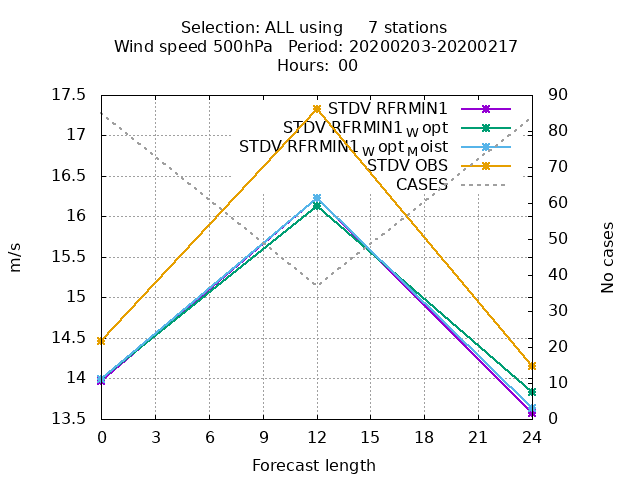 Selection: ALL using 7 stations
Wind speed 500hPa Period: 20200203-20200217
Hours: 00
17.5
17
16.5
16
15.5
15
14.5
14
13.5
m/s
STDV RFRMIN1
STDV RFRMIN1_W opt
STDV RFRMIN1_W opt_M oist
STDV OBS
CASES
90
80
70
60
50
40
30
20
10
0
No cases
0 3 6 9 12 15 18 21 24
Forecast length